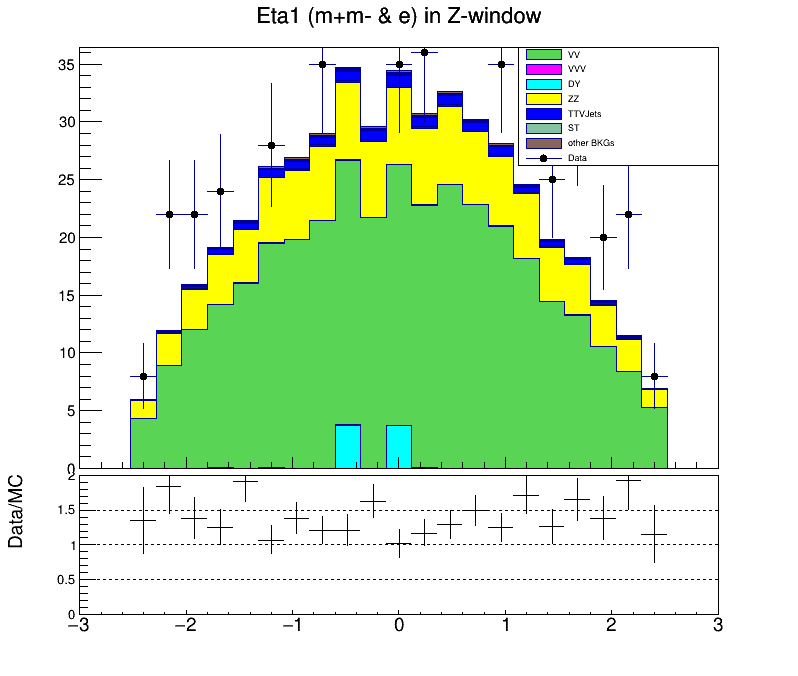 Eta1 (m+m- & e) in Z-window
35
30
25
20
15
10
5
0
VV
VVV
DY
ZZ
TTVJets
ST
other BKGs
Data
Data/MC
2
1.5
1
0.5
0
−3 −2 −1 0 1 2 3